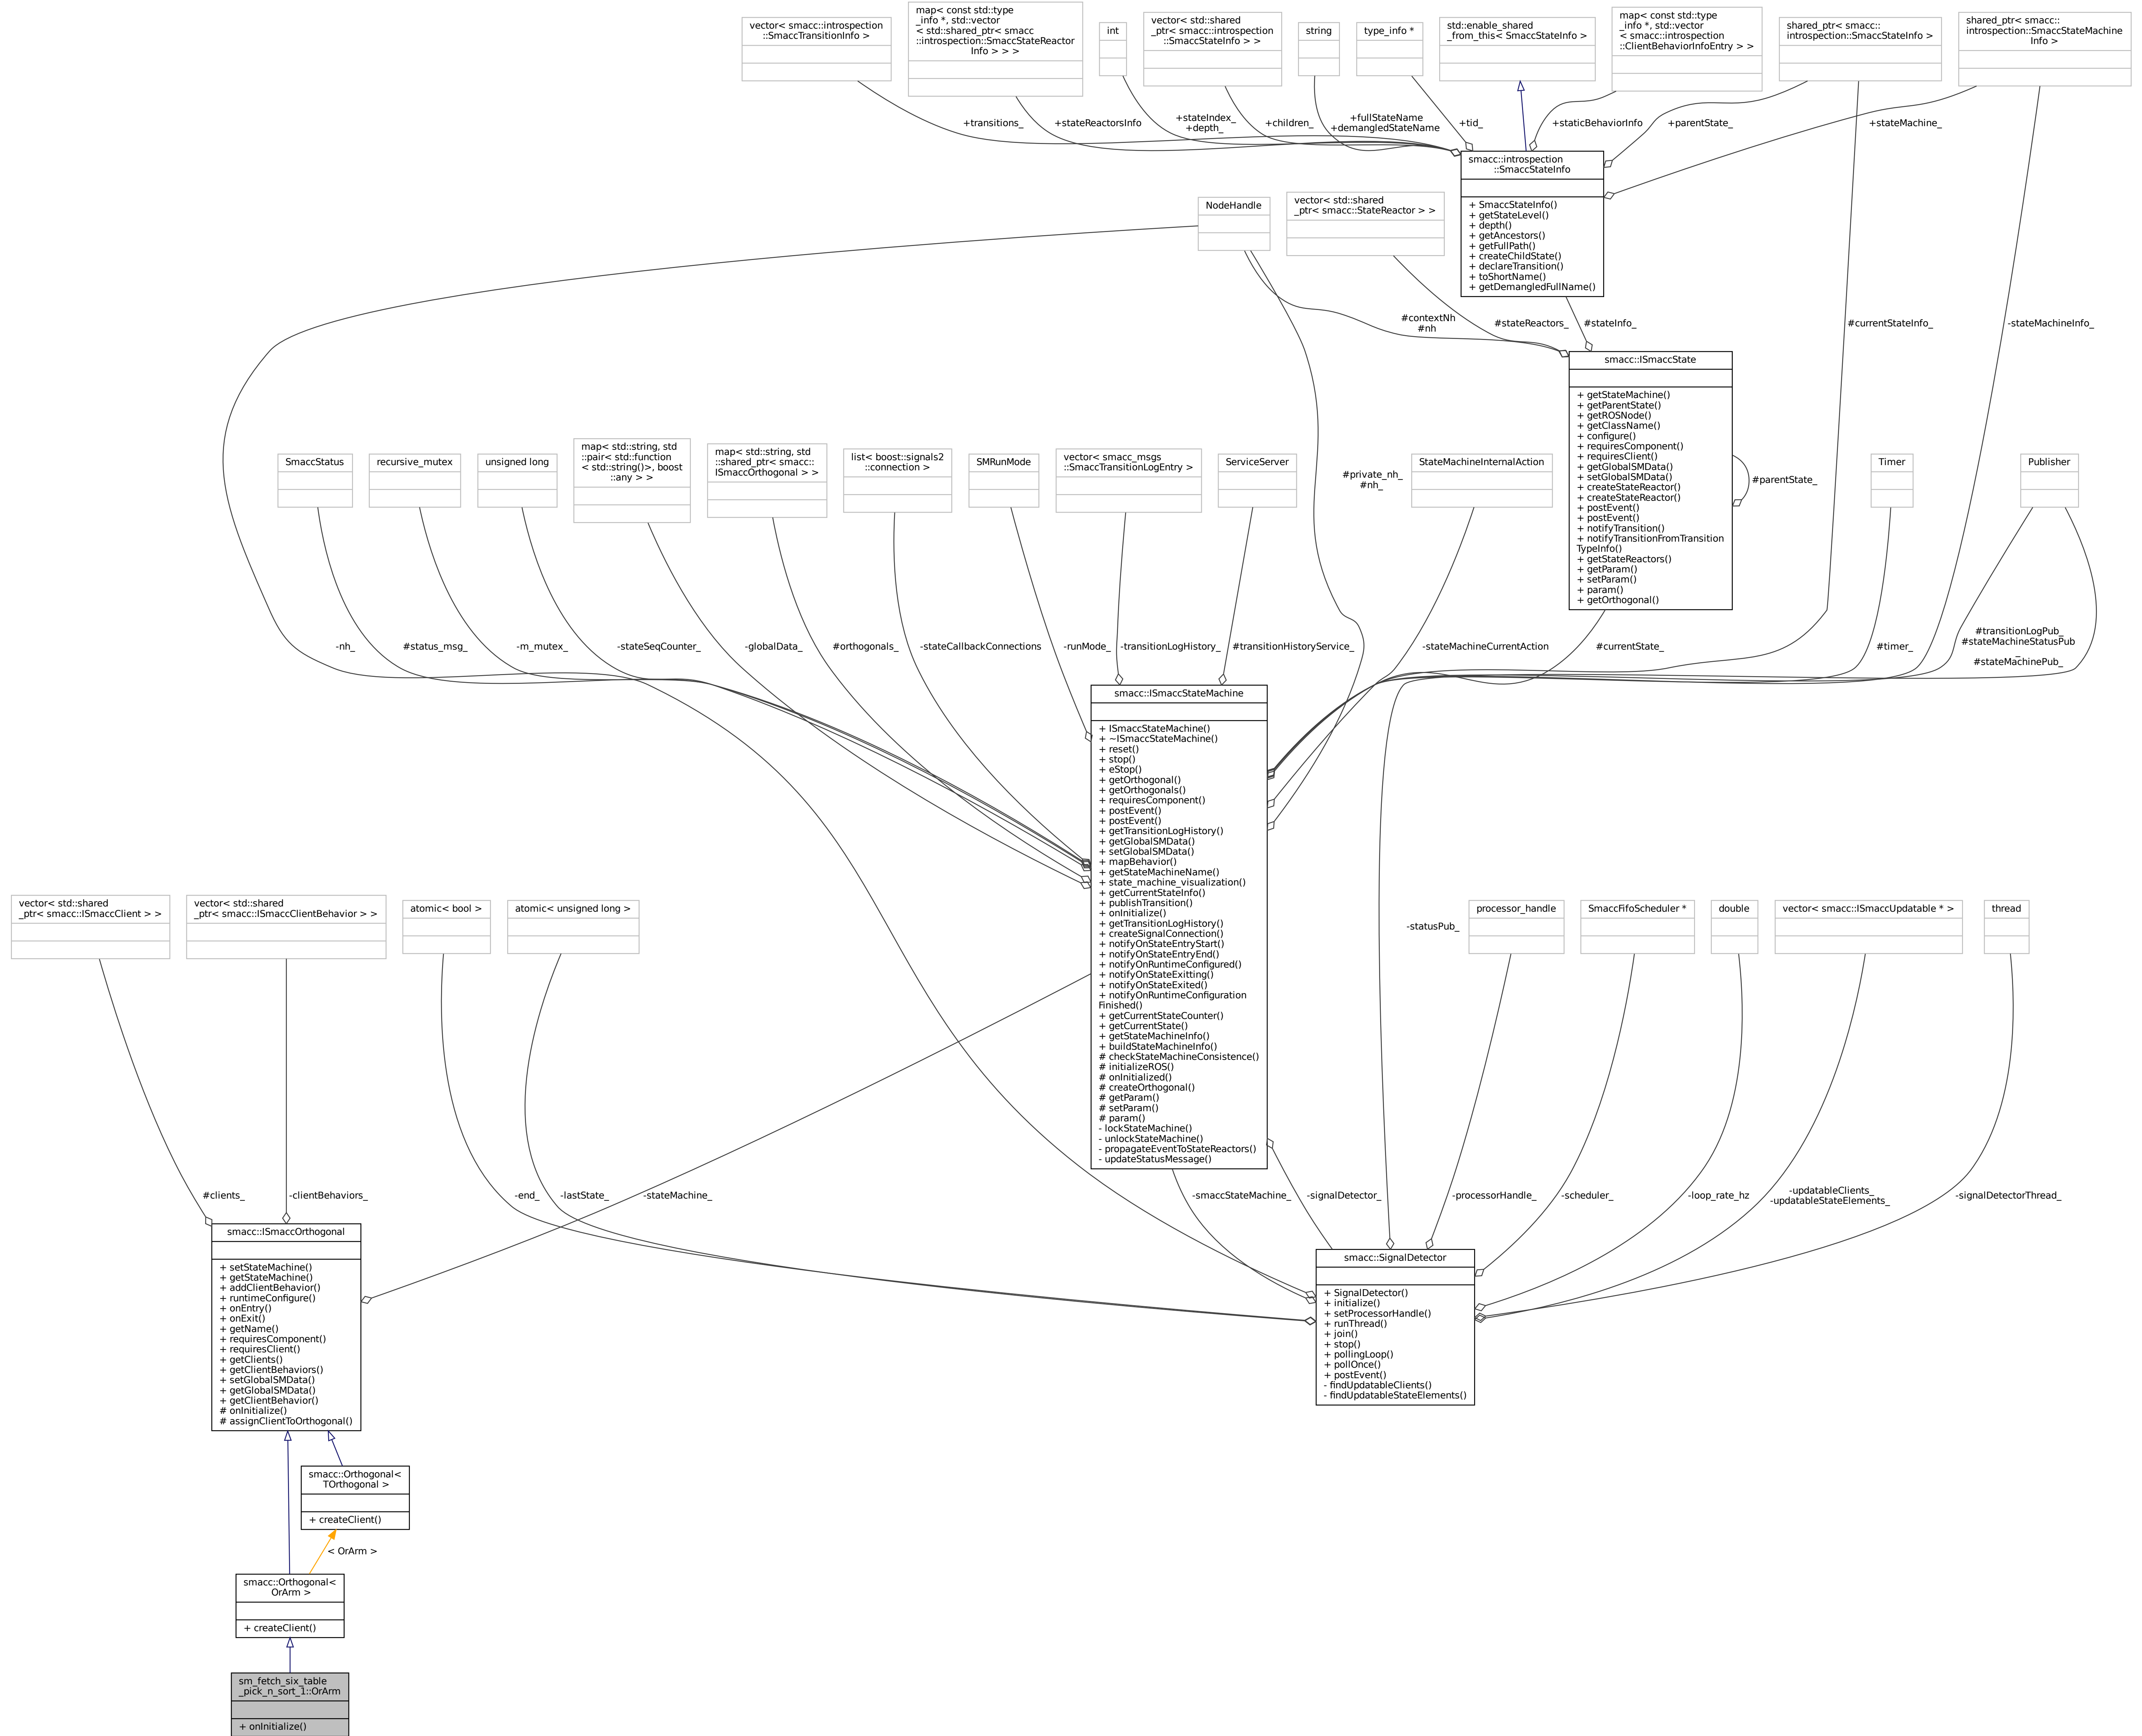 vector< smacc::introspection
::SmaccTransitionInfo >
map< const std::type
_info *, std::vector
< std::shared_ptr< smacc
::introspection::SmaccStateReactor
Info > > >
int
vector< std::shared
_ptr< smacc::introspection
::SmaccStateInfo > >
string
type_info *
std::enable_shared
_from_this< SmaccStateInfo >
map< const std::type
_info *, std::vector
< smacc::introspection
::ClientBehaviorInfoEntry > >
shared_ptr< smacc::
introspection::SmaccStateInfo >
shared_ptr< smacc::
introspection::SmaccStateMachine
Info >
+transitions_
+stateReactorsInfo
+stateIndex_
+depth_
+children_
+fullStateName
+demangledStateName
+tid_
+staticBehaviorInfo
+parentState_
+stateMachine_
smacc::introspection
::SmaccStateInfo
+ SmaccStateInfo()
+ getStateLevel()
+ depth()
+ getAncestors()
+ getFullPath()
+ createChildState()
+ declareTransition()
+ toShortName()
+ getDemangledFullName()
NodeHandle
vector< std::shared
_ptr< smacc::StateReactor > >
#contextNh
#nh
#stateReactors_
#stateInfo_
#currentStateInfo_
-stateMachineInfo_
smacc::ISmaccState
+ getStateMachine()
+ getParentState()
+ getROSNode()
+ getClassName()
+ configure()
+ requiresComponent()
+ requiresClient()
+ getGlobalSMData()
+ setGlobalSMData()
+ createStateReactor()
+ createStateReactor()
+ postEvent()
+ postEvent()
+ notifyTransition()
+ notifyTransitionFromTransition
TypeInfo()
+ getStateReactors()
+ getParam()
+ setParam()
+ param()
+ getOrthogonal()
#parentState_
SmaccStatus
recursive_mutex
unsigned long
map< std::string, std
::pair< std::function
< std::string()>, boost
::any > >
map< std::string, std
::shared_ptr< smacc::
ISmaccOrthogonal > >
list< boost::signals2
::connection >
SMRunMode
vector< smacc_msgs
::SmaccTransitionLogEntry >
ServiceServer
#private_nh_
#nh_
StateMachineInternalAction
Timer
Publisher
-nh_
#status_msg_
-m_mutex_
-stateSeqCounter_
-globalData_
#orthogonals_
-stateCallbackConnections
-runMode_
-transitionLogHistory_
#transitionHistoryService_
-stateMachineCurrentAction
#currentState_
#timer_
#transitionLogPub_
#stateMachineStatusPub
_
#stateMachinePub_
smacc::ISmaccStateMachine
+ ISmaccStateMachine()
+ ~ISmaccStateMachine()
+ reset()
+ stop()
+ eStop()
+ getOrthogonal()
+ getOrthogonals()
+ requiresComponent()
+ postEvent()
+ postEvent()
+ getTransitionLogHistory()
+ getGlobalSMData()
+ setGlobalSMData()
+ mapBehavior()
+ getStateMachineName()
+ state_machine_visualization()
+ getCurrentStateInfo()
+ publishTransition()
+ onInitialize()
+ getTransitionLogHistory()
+ createSignalConnection()
+ notifyOnStateEntryStart()
+ notifyOnStateEntryEnd()
+ notifyOnRuntimeConfigured()
+ notifyOnStateExitting()
+ notifyOnStateExited()
+ notifyOnRuntimeConfiguration
Finished()
+ getCurrentStateCounter()
+ getCurrentState()
+ getStateMachineInfo()
+ buildStateMachineInfo()
# checkStateMachineConsistence()
# initializeROS()
# onInitialized()
# createOrthogonal()
# getParam()
# setParam()
# param()
- lockStateMachine()
- unlockStateMachine()
- propagateEventToStateReactors()
- updateStatusMessage()
vector< std::shared
_ptr< smacc::ISmaccClient > >
vector< std::shared
_ptr< smacc::ISmaccClientBehavior > >
atomic< bool >
atomic< unsigned long >
-statusPub_
processor_handle
SmaccFifoScheduler *
double
vector< smacc::ISmaccUpdatable * >
thread
#clients_
-clientBehaviors_
-end_
-lastState_
-stateMachine_
-smaccStateMachine_
-signalDetector_
-processorHandle_
-scheduler_
-loop_rate_hz
-updatableClients_
-updatableStateElements_
-signalDetectorThread_
smacc::ISmaccOrthogonal
+ setStateMachine()
+ getStateMachine()
+ addClientBehavior()
+ runtimeConfigure()
+ onEntry()
+ onExit()
+ getName()
+ requiresComponent()
+ requiresClient()
+ getClients()
+ getClientBehaviors()
+ setGlobalSMData()
+ getGlobalSMData()
+ getClientBehavior()
# onInitialize()
# assignClientToOrthogonal()
smacc::SignalDetector
+ SignalDetector()
+ initialize()
+ setProcessorHandle()
+ runThread()
+ join()
+ stop()
+ pollingLoop()
+ pollOnce()
+ postEvent()
- findUpdatableClients()
- findUpdatableStateElements()
smacc::Orthogonal<
TOrthogonal >
+ createClient()
< OrArm >
smacc::Orthogonal<
OrArm >
+ createClient()
sm_fetch_six_table
_pick_n_sort_1::OrArm
+ onInitialize()